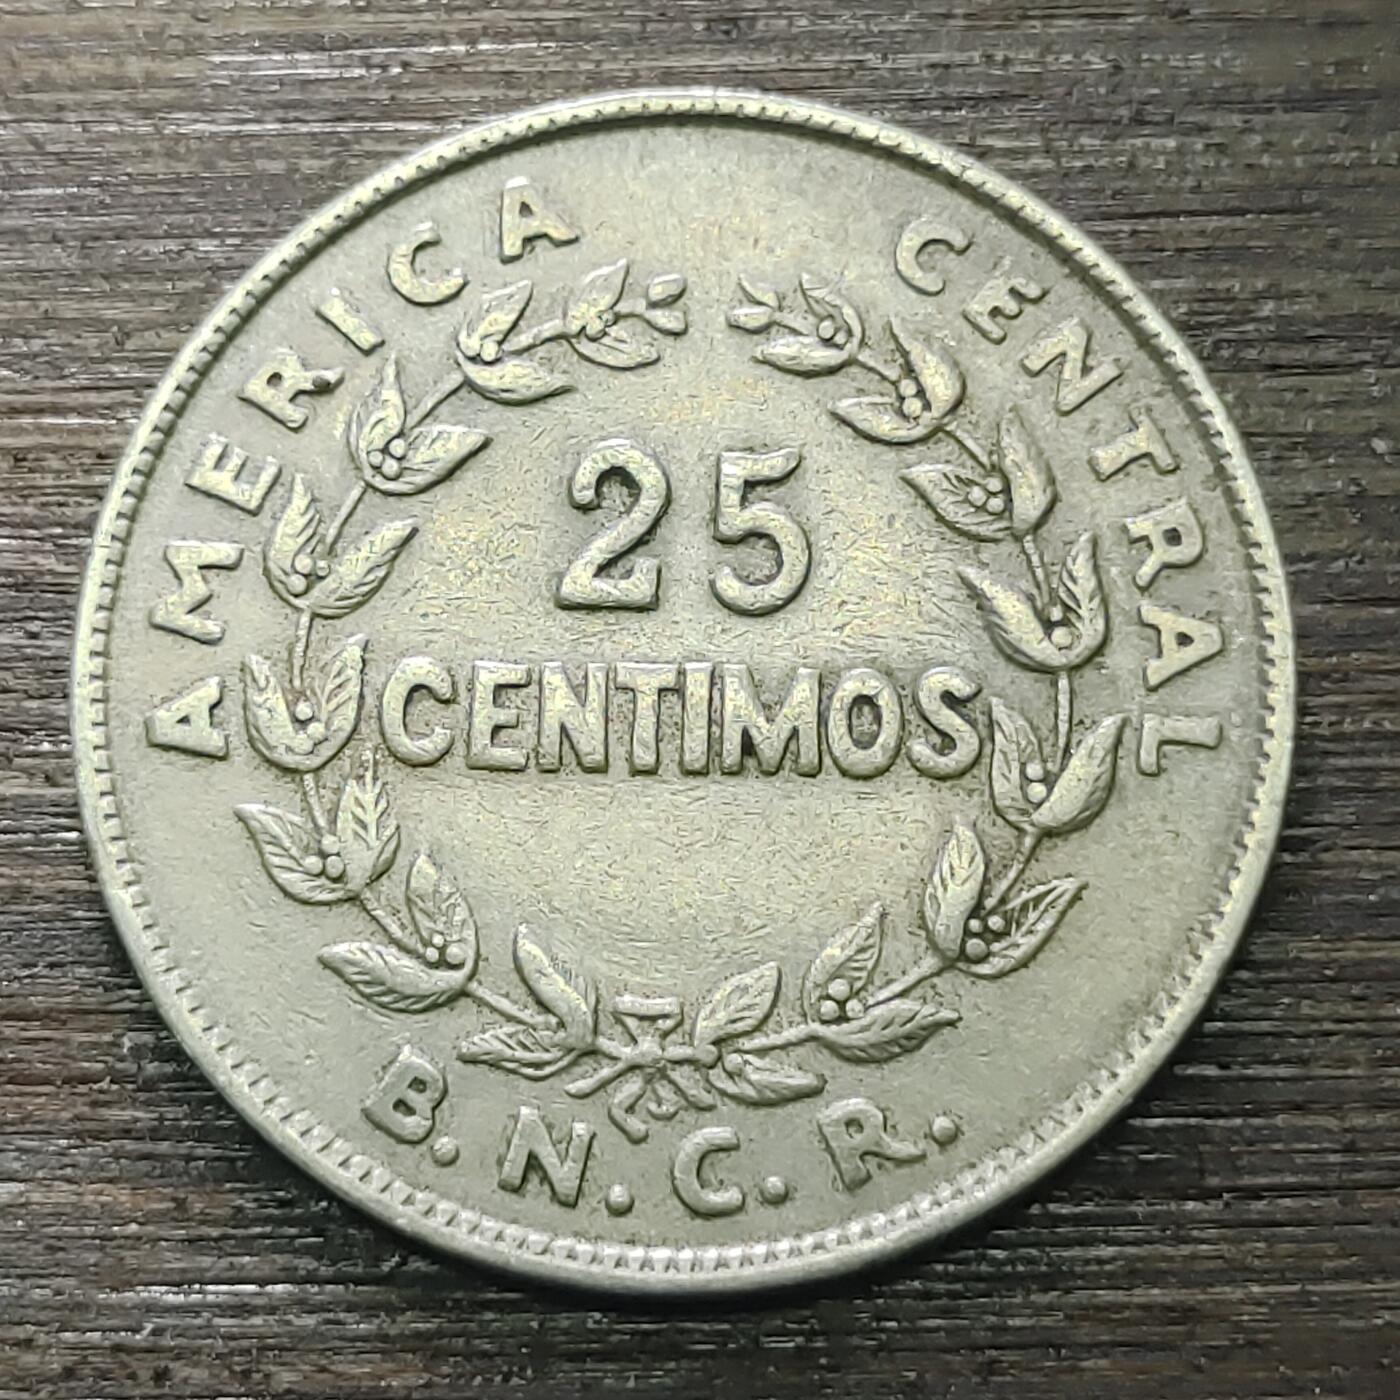 AMERICA CENTRAL
25
CENTIMOS
B.N.C.R.